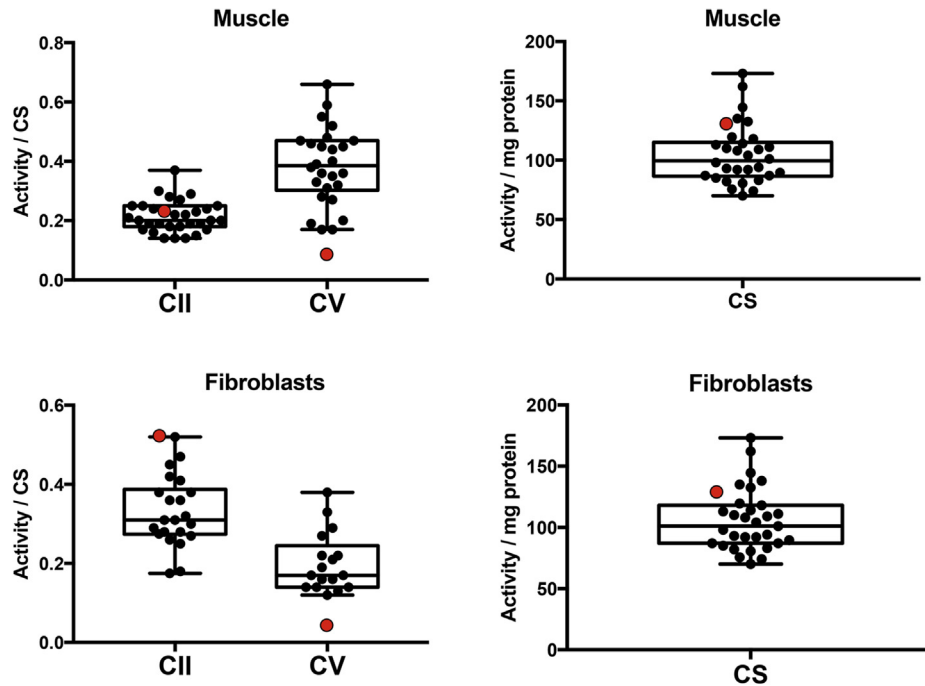 Muscle
Activity / CS
0.8
0.6
0.4
0.2
0.0
CII CV
Muscle
Activity / mg protein
200
150
100
50
0
CS
Fibroblasts
Activity / CS
0.6
0.4
0.2
0.0
CII CV
Fibroblasts
Activity / mg protein
200
150
100
50
0
CS